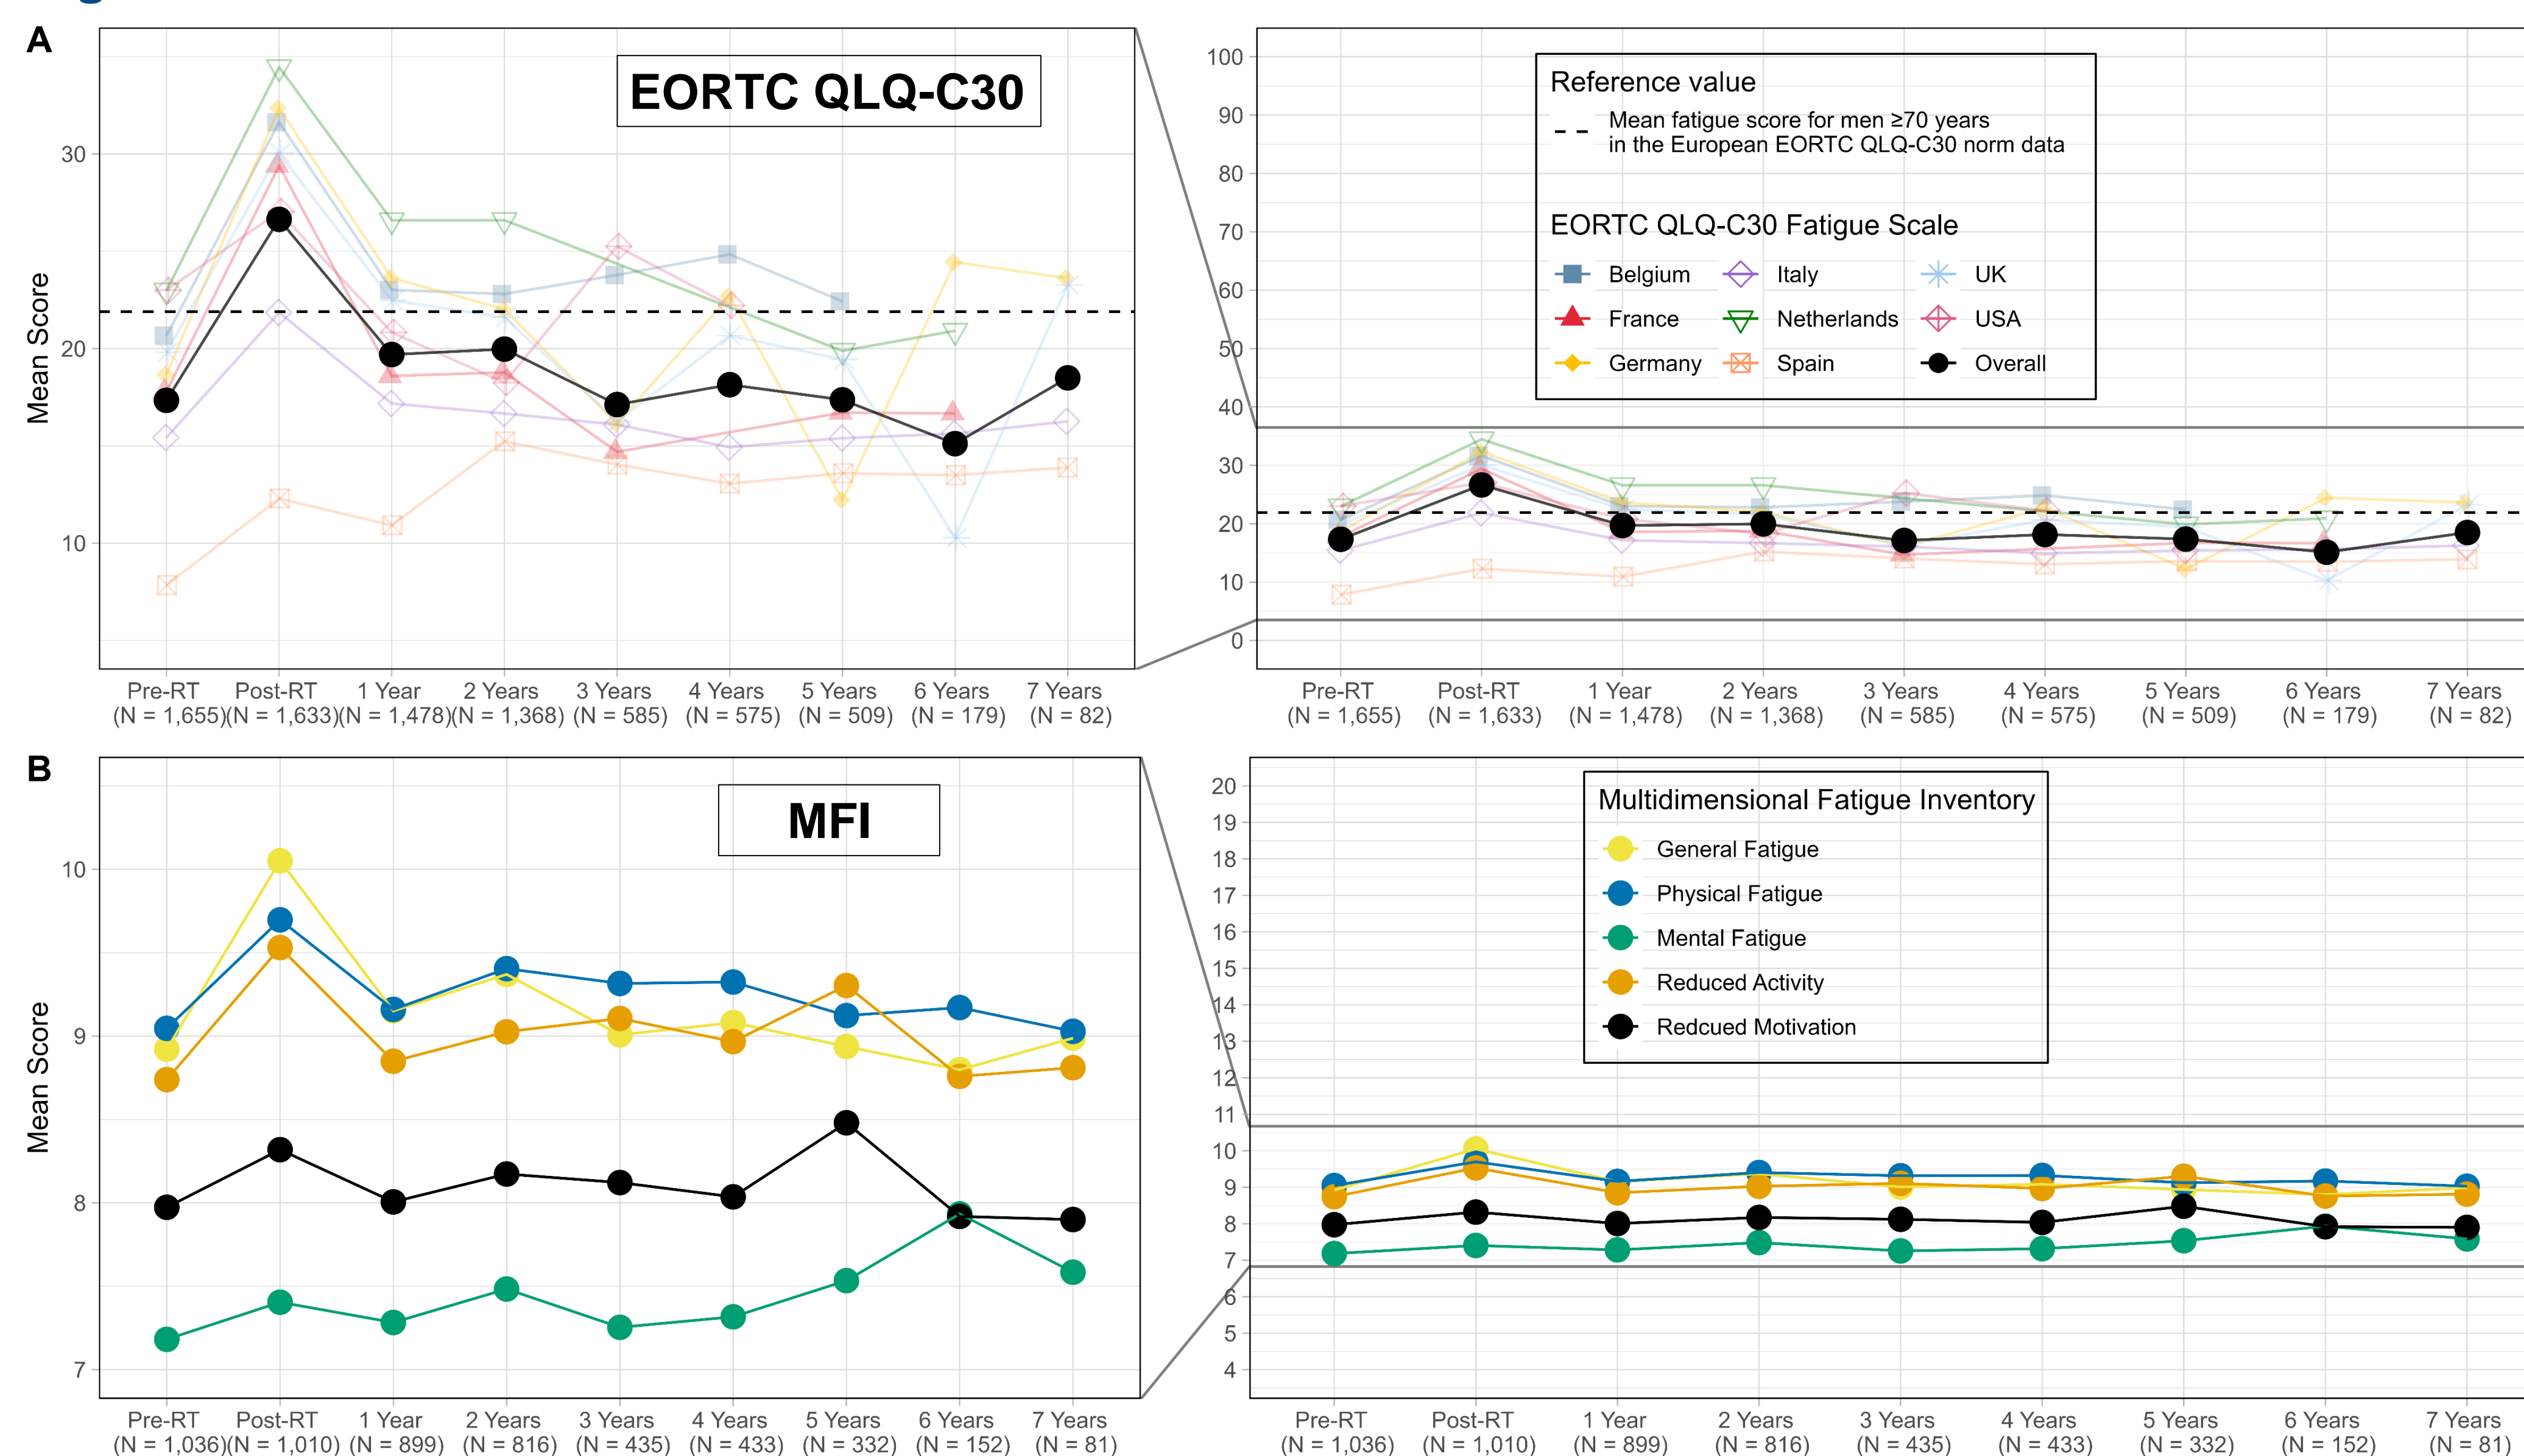 A
EORTC QLQ-C30
Mean Score
30
20
10
Pre-RT Post-RT 1 Year 2 Years 3 Years 4 Years 5 Years 6 Years 7 Years
(N = 1,655) (N = 1,633) (N = 1,478) (N = 1,368) (N = 585) (N = 575) (N = 509) (N = 179) (N = 82)
100
90
80
70
60
50
40
30
20
10
0
Reference value
Mean fatigue score for men ≥70 years
in the European EORTC QLQ-C30 norm data
EORTC QLQ-C30 Fatigue Scale
Belgium Italy UK
France Netherlands USA
Germany Spain Overall
Pre-RT Post-RT 1 Year 2 Years 3 Years 4 Years 5 Years 6 Years 7 Years
(N = 1,655) (N = 1,633) (N = 1,478) (N = 1,368) (N = 585) (N = 575) (N = 509) (N = 179) (N = 82)
B
MFI
Mean Score
10
9
8
7
Pre-RT Post-RT 1 Year 2 Years 3 Years 4 Years 5 Years 6 Years 7 Years
(N = 1,036) (N = 1,010) (N = 899) (N = 816) (N = 435) (N = 433) (N = 332) (N = 152) (N = 81)
20
19
18
17
16
15
14
13
12
11
10
9
8
7
6
5
4
Multidimensional Fatigue Inventory
General Fatigue
Physical Fatigue
Mental Fatigue
Reduced Activity
Redcued Motivation
Pre-RT Post-RT 1 Year 2 Years 3 Years 4 Years 5 Years 6 Years 7 Years
(N = 1,036) (N = 1,010) (N = 899) (N = 816) (N = 435) (N = 433) (N = 332) (N = 152) (N = 81)